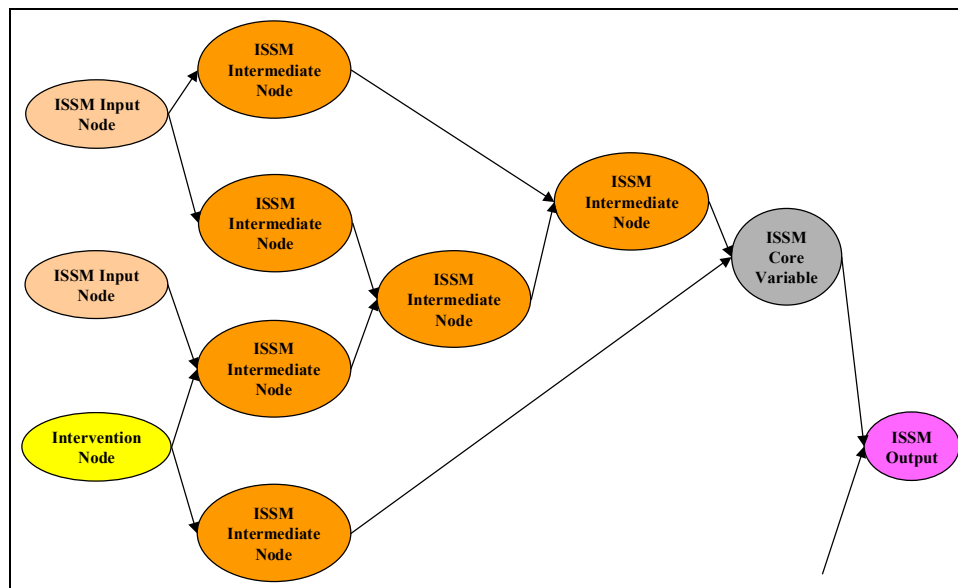 ISSM
Intermediate
Node
ISSM Input
Node
ISSM
Intermediate
Node
ISSM
Intermediate
Node
ISSM
Core
Variable
ISSM Input
Node
ISSM
Intermediate
Node
ISSM
Intermediate
Node
Intervention
Node
ISSM
Output
ISSM
Intermediate
Node